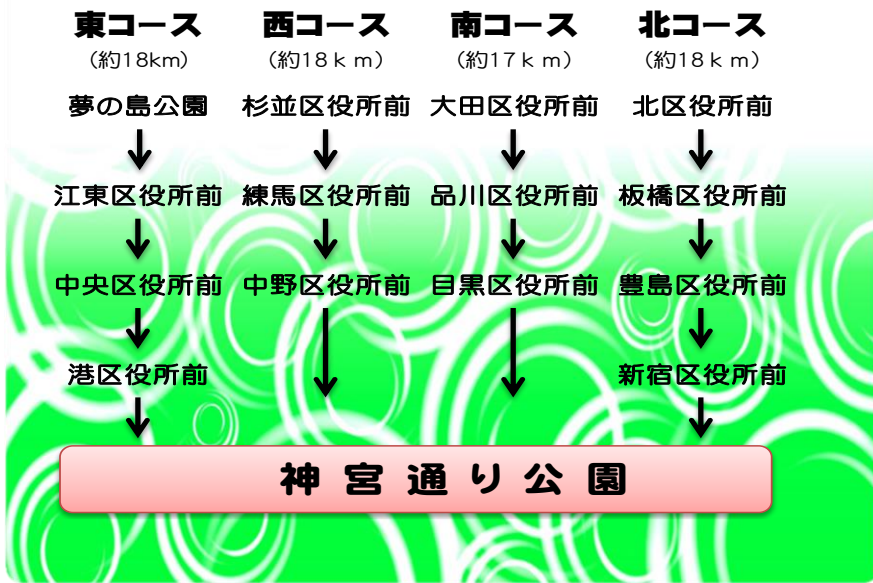 東コース
(約18km)
夢の島公園
江東区役所前
中央区役所前
港区役所前
西コース
(約18ｋｍ)
杉並区役所前
練馬区役所前
中野区役所前
南コース
(約17ｋｍ)
大田区役所前
品川区役所前
目黒区役所前
北コース
(約18ｋｍ)
北区役所前
板橋区役所前
豊島区役所前
新宿区役所前
神宮通り公園